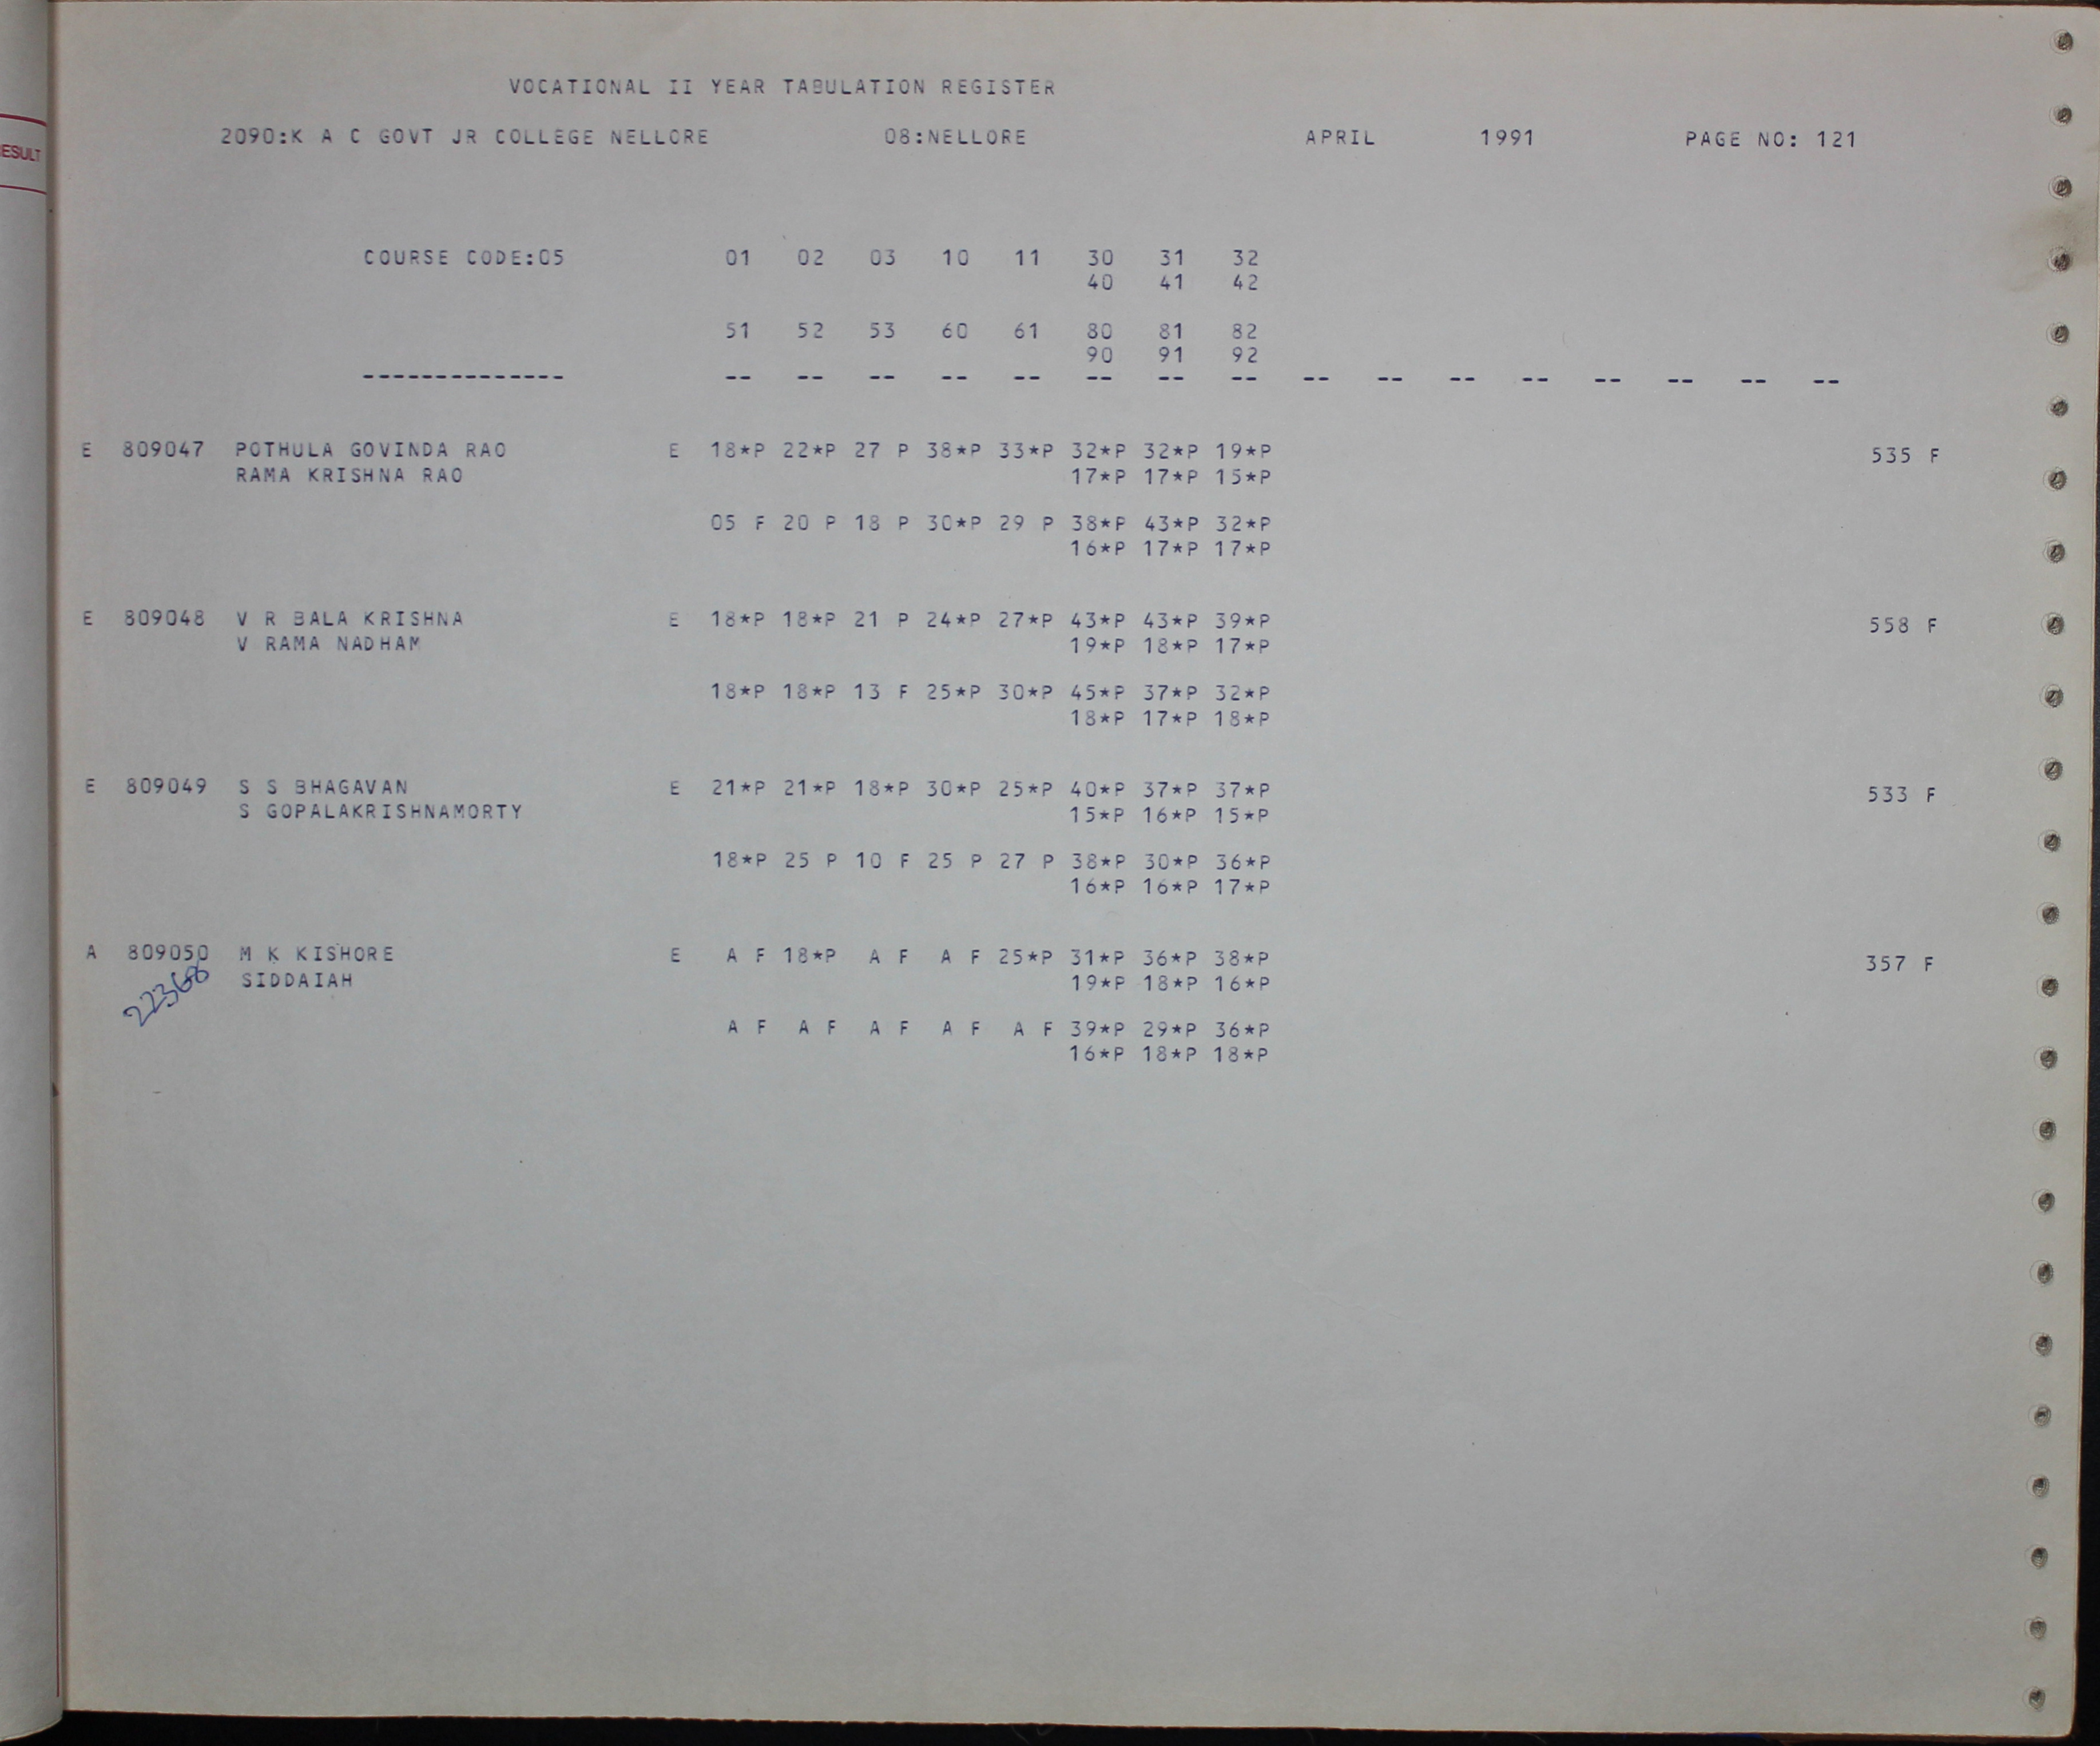 ESULT
VOCATIONAL II YEAR TABULATION REGISTER
2090:K A C GOVT JR COLLEGE NELLORE 08:NELLORE APRIL 1991 PAGE NO: 121
COURSE CODE:05 01 02 03 10 11 30 31 32
40 41 42
51 52 53 60 61 80 81 82
90 91 92
-------------- -- -- -- -- -- -- -- -- -- -- -- -- -- -- -- --
E 809047 POTHULA GOVINDA RAO E 18*P 22*P 27 P 38*P 33*P 32*P 32*P 19*P 535 F
RAMA KRISHNA RAO 17*P 17*P 15*P
05 F 20 P 18 P 30*P 29 P 38*P 43*P 32*P
16*P 17*P 17*P
E 809048 V R BALA KRISHNA E 18*P 18*P 21 P 24*P 27*P 43*P 43*P 39*P 558 F
V RAMA NADHAM 19*P 18*P 17*P
18*P 18*P 13 F 25*P 30*P 45*P 37*P 32*P
18*P 17*P 18*P
E 809049 S S BHAGAVAN E 21*P 21*P 18*P 30*P 25*P 40*P 37*P 37*P 533 F
S GOPALAKRISHNAMORTY 15*P 16*P 15*P
18*P 25 P 10 F 25 P 27 P 38*P 30*P 36*P
16*P 16*P 17*P
A 809050 M K KISHORE E A F 18*P A F A F 25*P 31*P 36*P 38*P 357 F
SIDDAIAH 19*P 18*P 16*P
A F A F A F A F A F 39*P 29*P 36*P
16*P 18*P 18*P